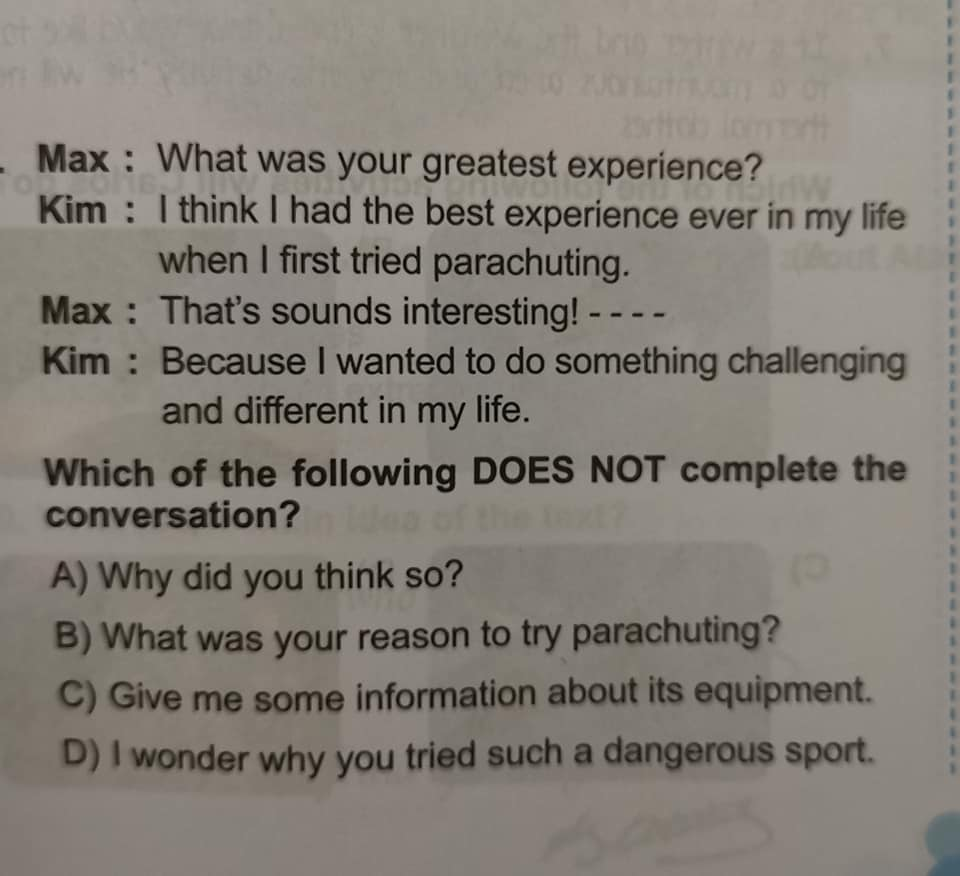 . Max : What was your greatest experience?
Kim : I think I had the best experience ever in my life
when I first tried parachuting.
Max : That's sounds interesting! - - - -
Kim : Because I wanted to do something challenging
and different in my life.
Which of the following DOES NOT complete the
conversation?
A) Why did you think so?
B) What was your reason to try parachuting?
C) Give me some information about its equipment.
D) I wonder why you tried such a dangerous sport.